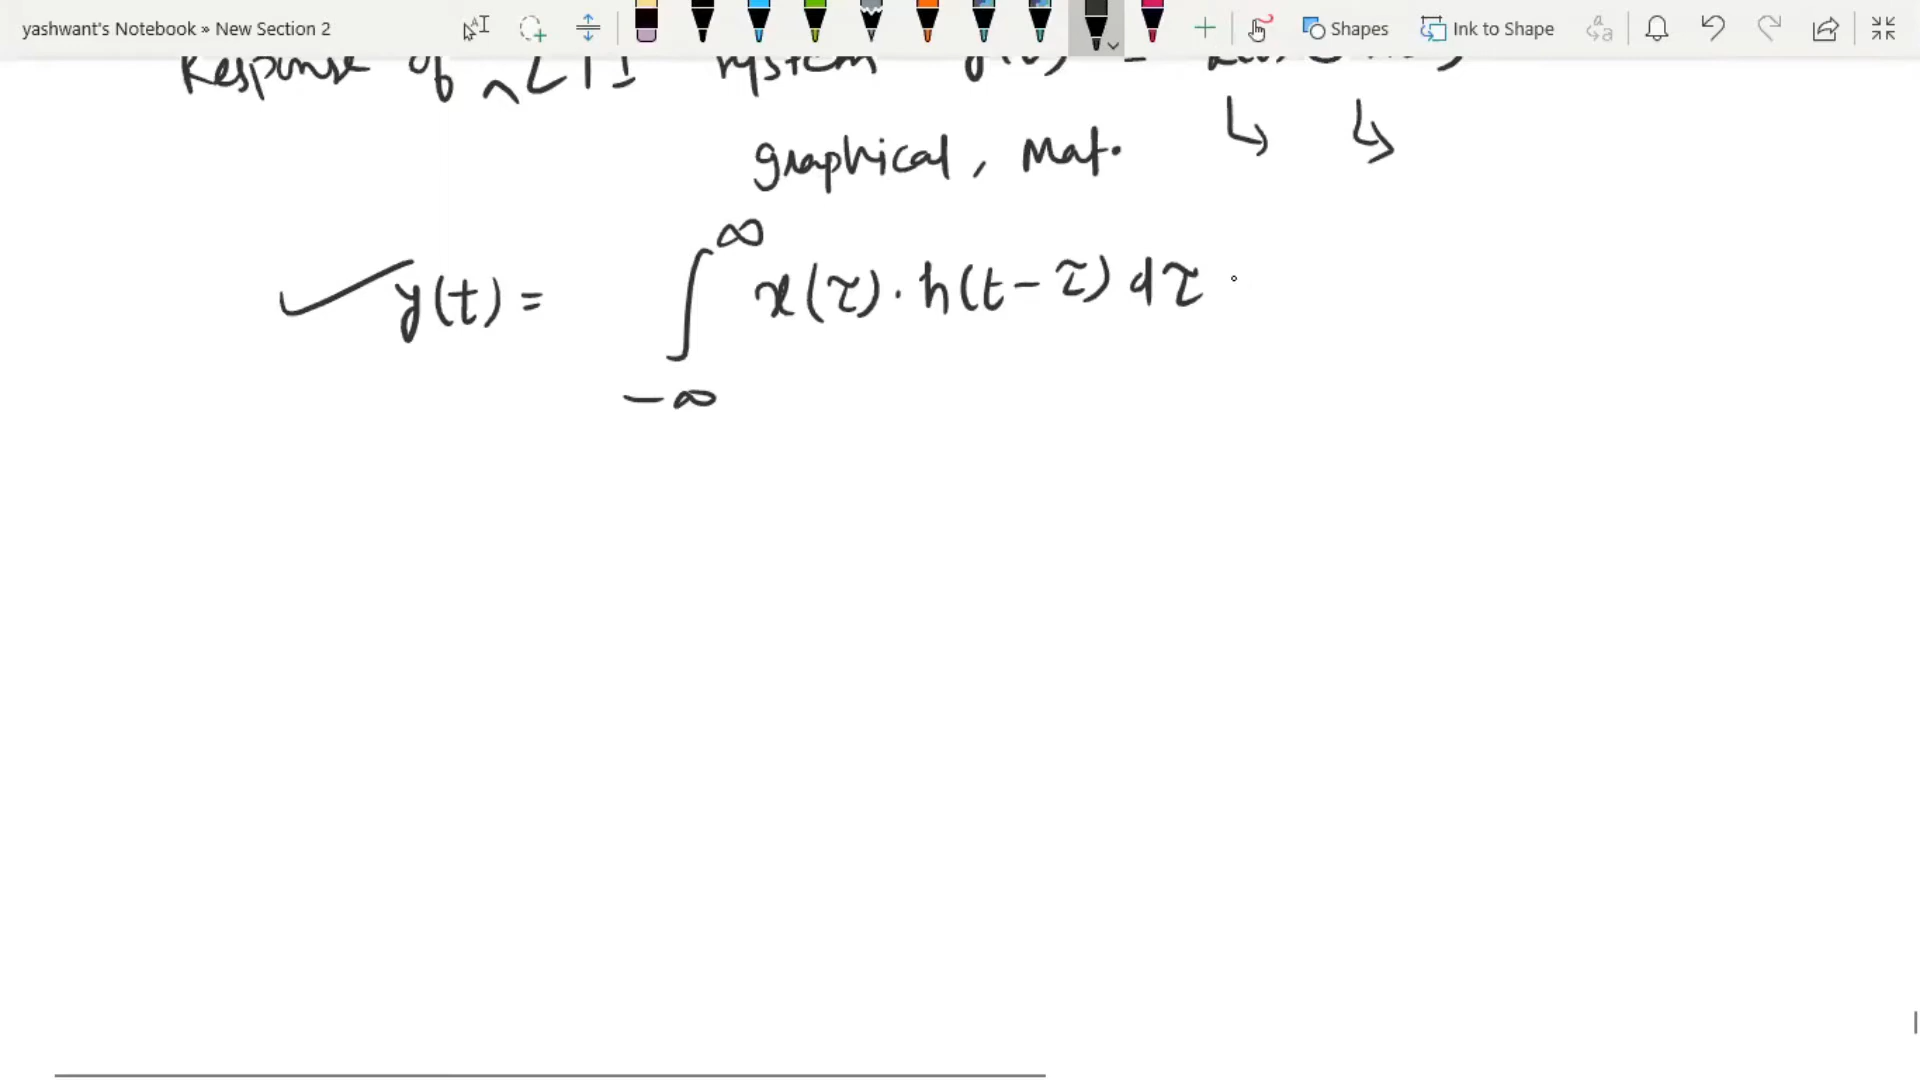 yashwant's Notebook » New Section 2
Shapes
Ink to Shape
Response of LTI system y(t) =
graphical, Mat.
y(t) = ∫_{-∞}^{∞} x(τ) · h(t-τ) dτ